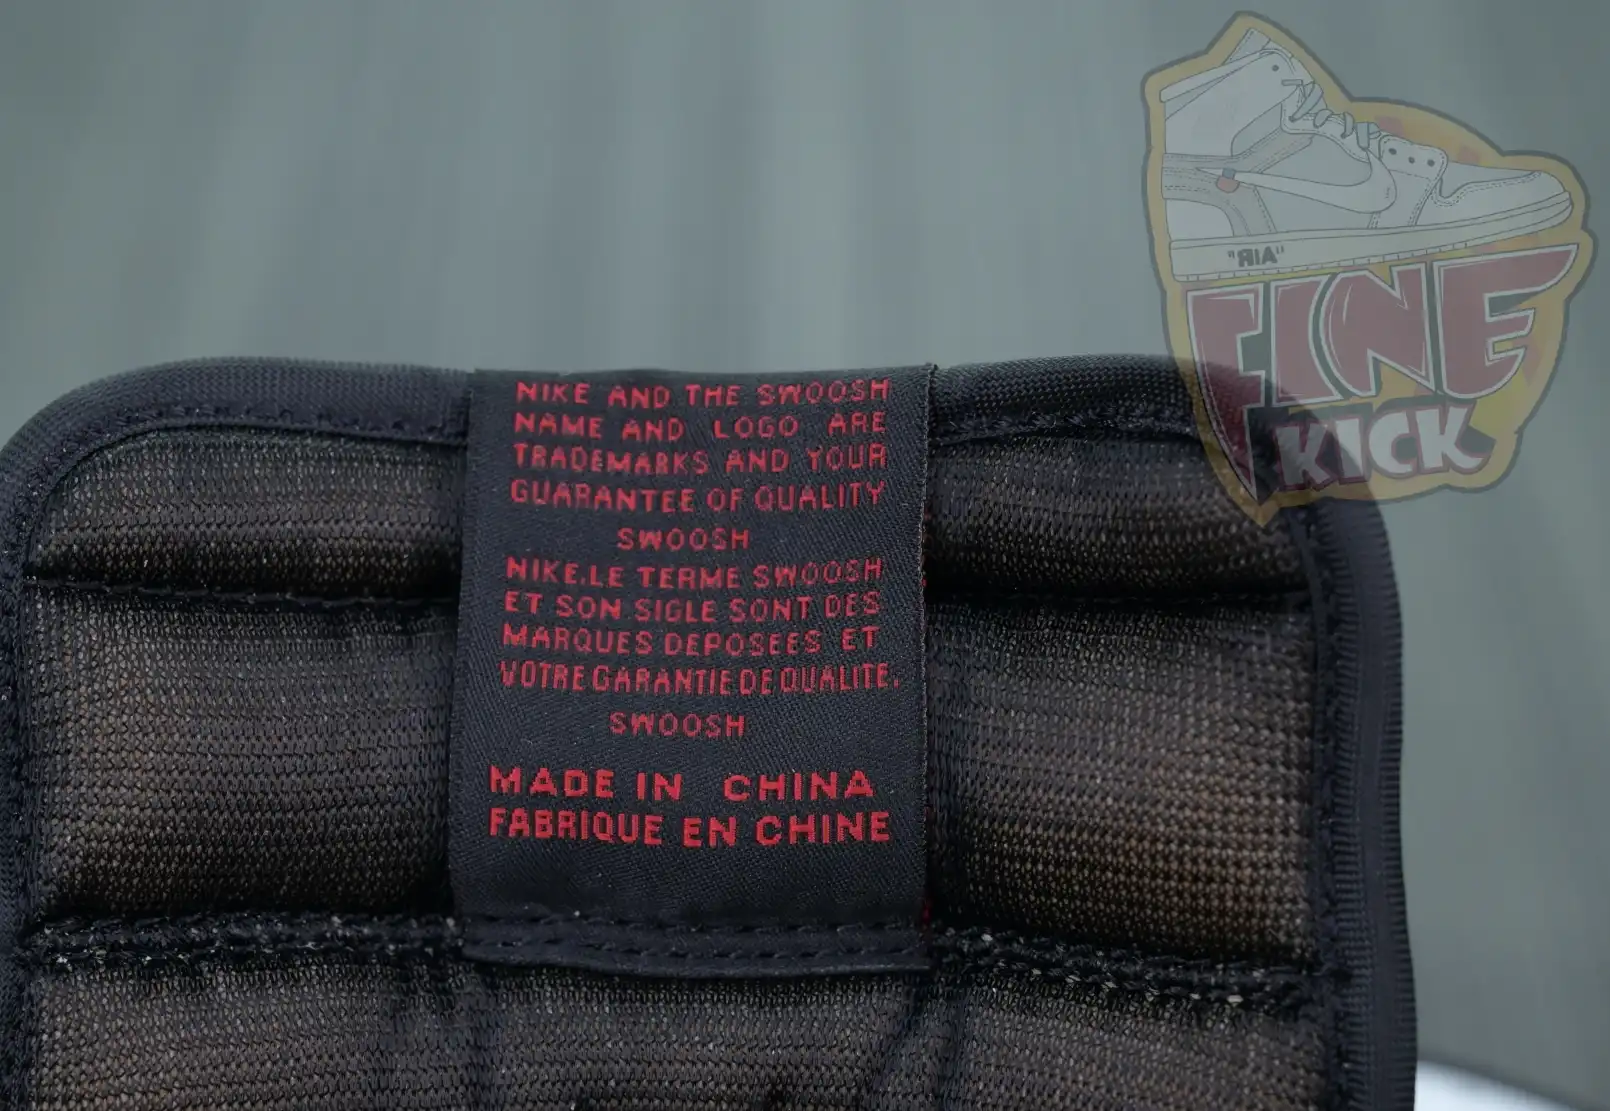 "AIR"
FINE
KICK
NIKE AND THE SWOOSH
NAME AND LOGO ARE
TRADEMARKS AND YOUR
GUARANTEE OF QUALITY
SWOOSH
NIKE.LE TERME SWOOSH
ET SON SIGLE SONT DES
MARQUES DEPOSEES ET
VOTRE GARANTIE DE QUALITE.
SWOOSH
MADE IN CHINA
FABRIQUE EN CHINE